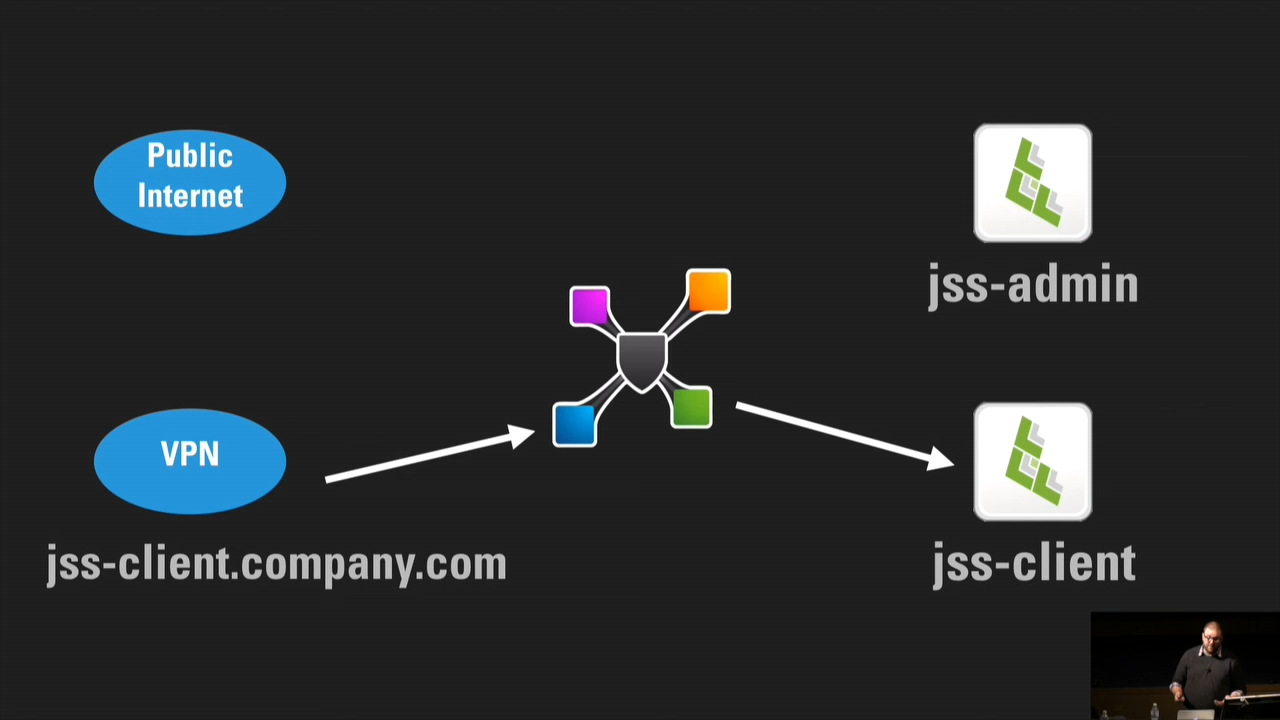 Public
Internet
jss-admin
VPN
jss-client.company.com
jss-client